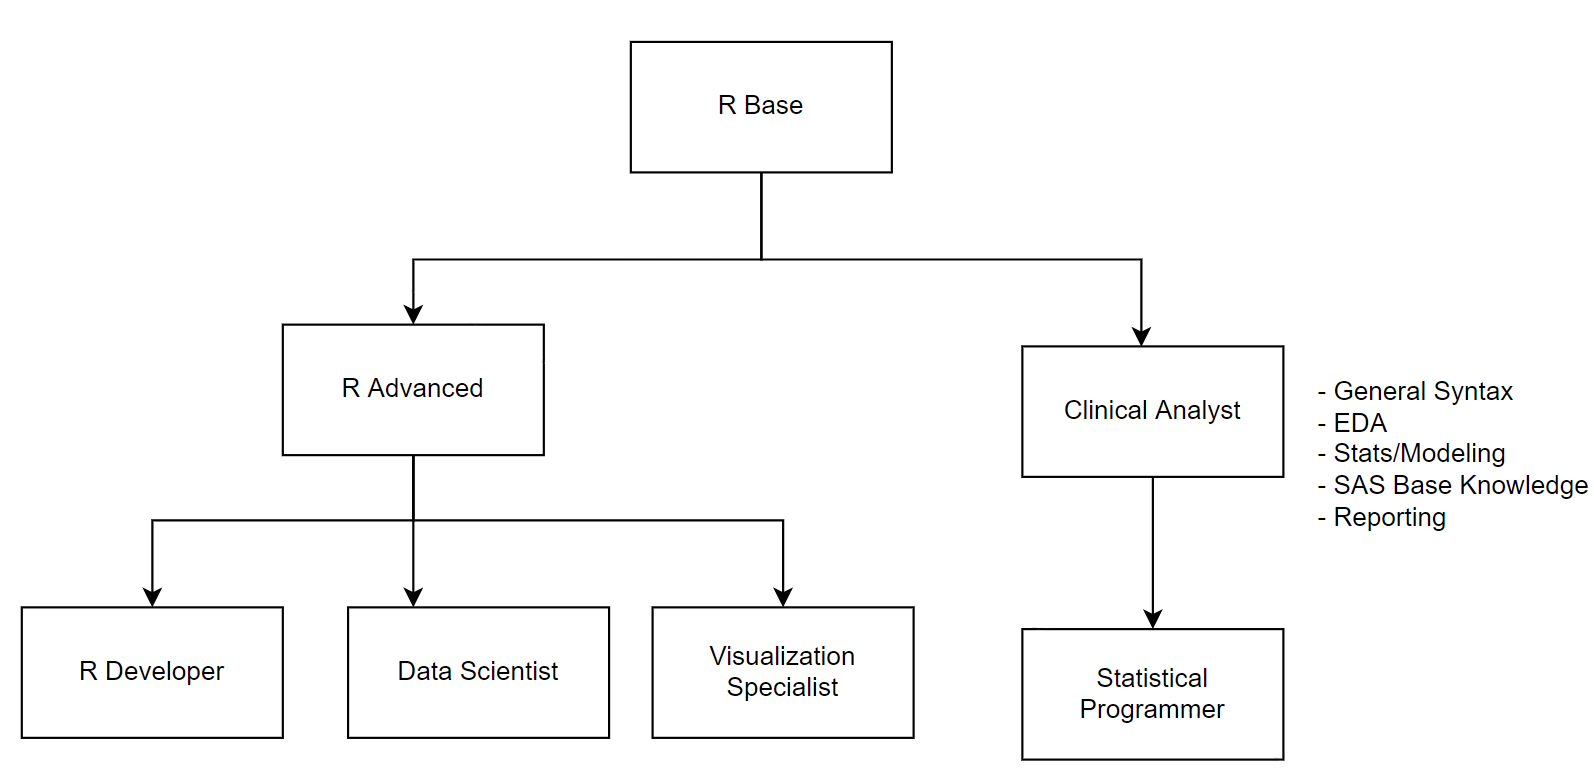 R Base
R Advanced
Clinical Analyst
- General Syntax
- EDA
- Stats/Modeling
- SAS Base Knowledge
- Reporting
R Developer
Data Scientist
Visualization
Specialist
Statistical
Programmer